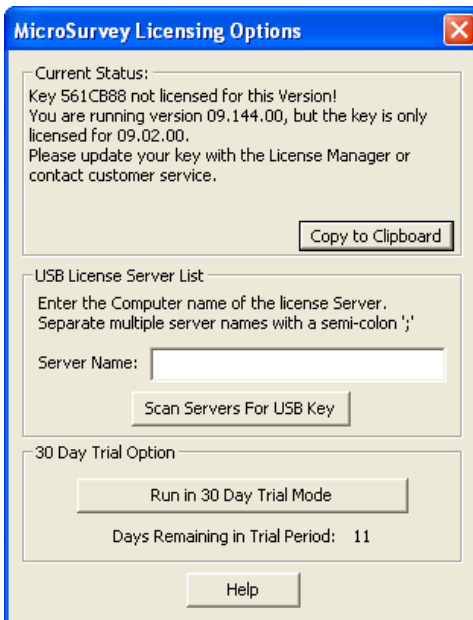 MicroSurvey Licensing Options
Current Status:
Key 561CB88 not licensed for this Version!
You are running version 09.144.00, but the key is only
licensed for 09.02.00.
Please update your key with the License Manager or
contact customer service.
Copy to Clipboard
USB License Server List
Enter the Computer name of the license Server.
Separate multiple server names with a semi-colon ';'
Server Name:
Scan Servers For USB Key
30 Day Trial Option
Run in 30 Day Trial Mode
Days Remaining in Trial Period: 11
Help